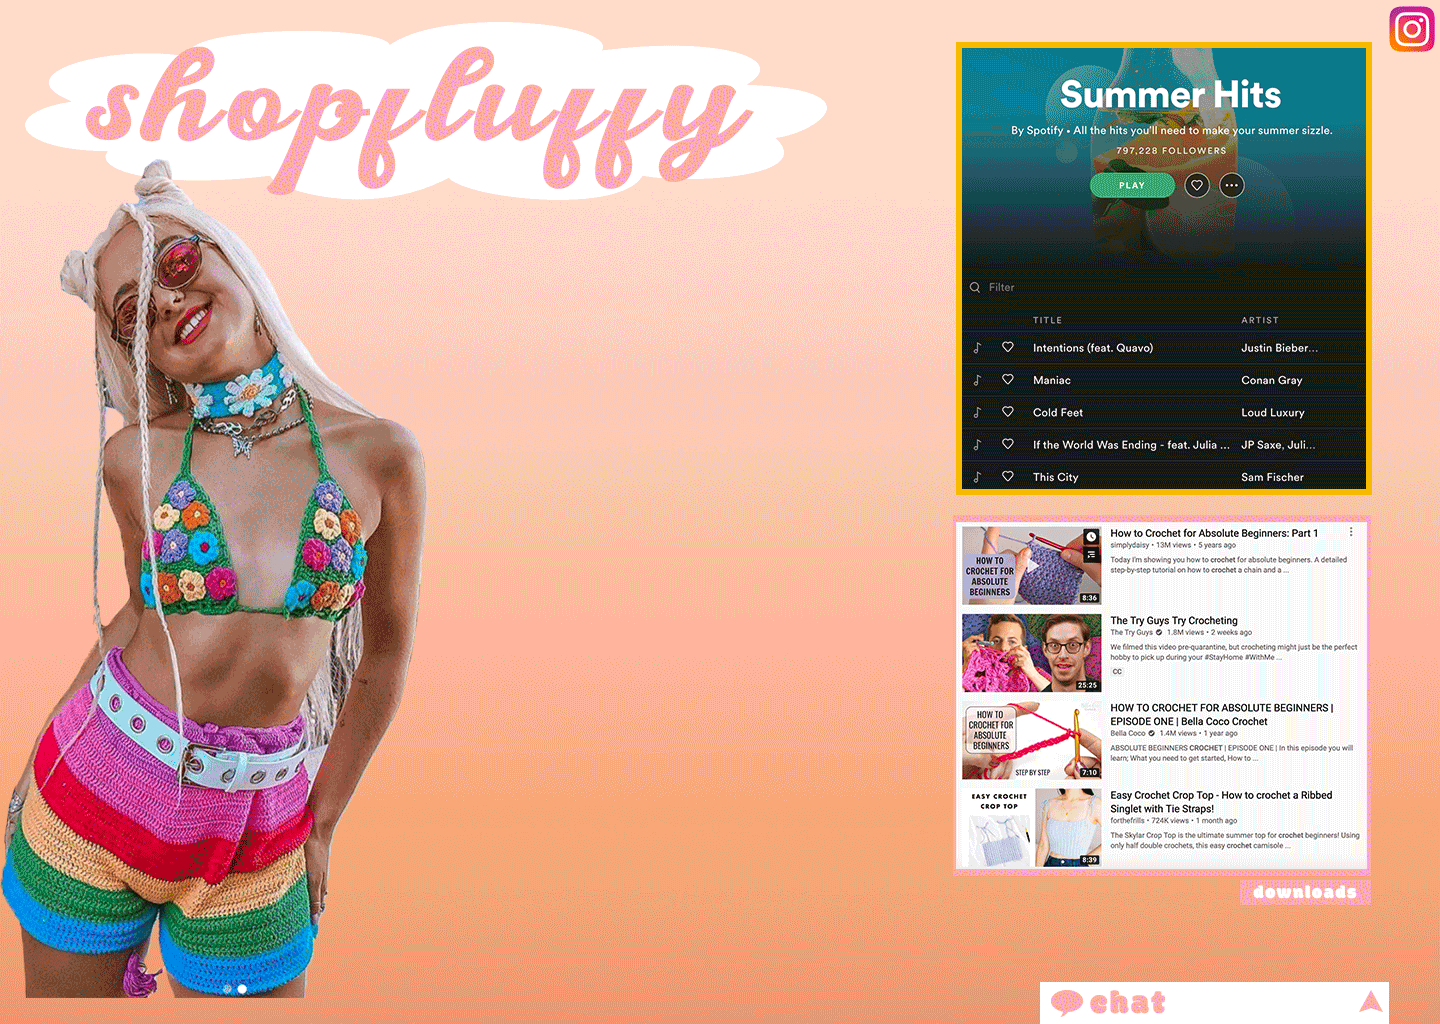 shopfluffy
Summer Hits
By Spotify • All the hits you'll need to make your summer sizzle.
797,228 FOLLOWERS
PLAY
Filter
TITLE ARTIST
Intentions (feat. Quavo) Justin Bieber...
Maniac Conan Gray
Cold Feet Loud Luxury
If the World Was Ending - feat. Julia ... JP Saxe, Juli...
This City Sam Fischer
HOW TO
CROCHET FOR
ABSOLUTE
BEGINNERS
8:36
How to Crochet for Absolute Beginners: Part 1
simplydaisy • 13M views • 5 years ago
Today I'm showing you how to crochet for absolute beginners. A detailed
step-by-step tutorial on how to crochet a chain and a ...
25:25
The Try Guys Try Crocheting
The Try Guys 1.8M views • 2 weeks ago
We filmed this video pre-quarantine, but crocheting might just be the perfect
hobby to pick up during your #StayHome #WithMe ...
CC
HOW TO
CROCHET FOR
ABSOLUTE
BEGINNERS
STEP BY STEP
7:10
HOW TO CROCHET FOR ABSOLUTE BEGINNERS |
EPISODE ONE | Bella Coco Crochet
Bella Coco 1.4M views • 1 year ago
ABSOLUTE BEGINNERS CROCHET | EPISODE ONE | In this episode you will
learn; What you need to get started, How to ...
EASY CROCHET
CROP TOP
8:39
Easy Crochet Crop Top - How to crochet a Ribbed
Singlet with Tie Straps!
forthefrills • 724K views • 1 month ago
The Skylar Crop Top is the ultimate summer top for crochet beginners! Using
only half double crochets, this easy crochet camisole ...
downloads
chat